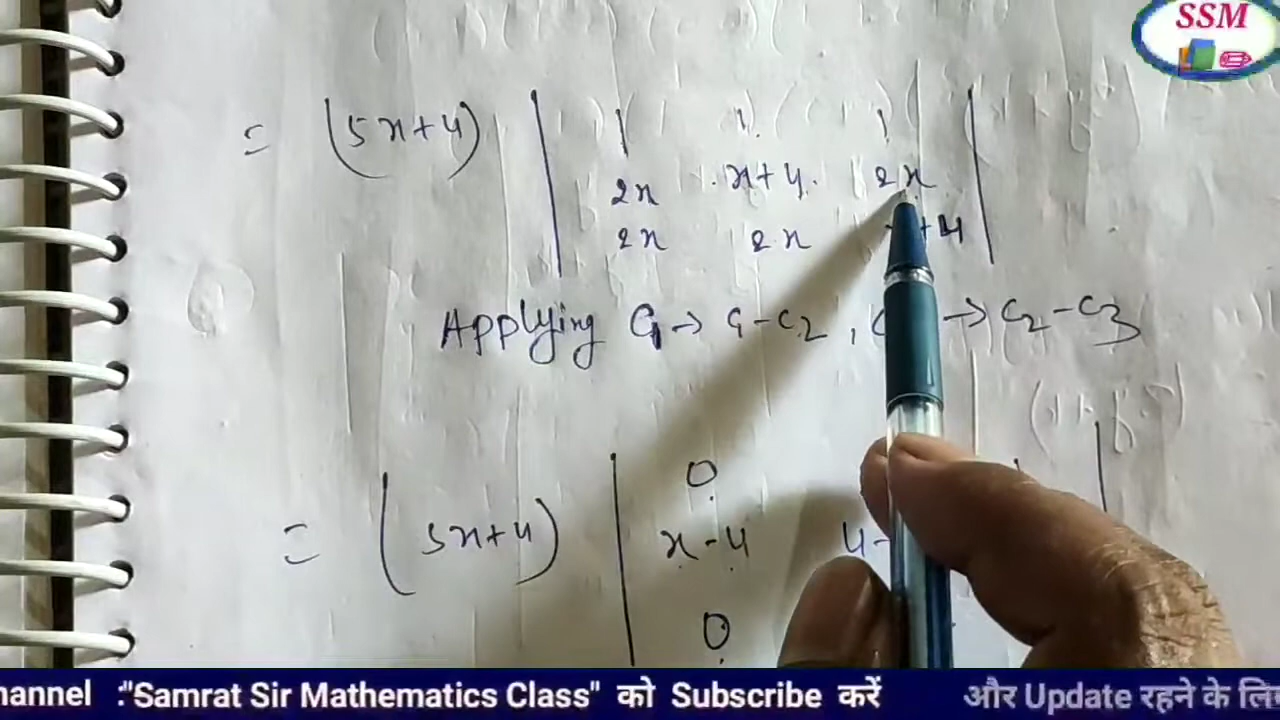 SSM
= (5x+4) | 1 1 1 |
2x x+4 2x
2x 2x +4
Applying C1 → C1-C2, C → C2-C3
= (5x+4) | 0
x-4 4-
0
hannel :"Samrat Sir Mathematics Class" को Subscribe करें और Update रहने के